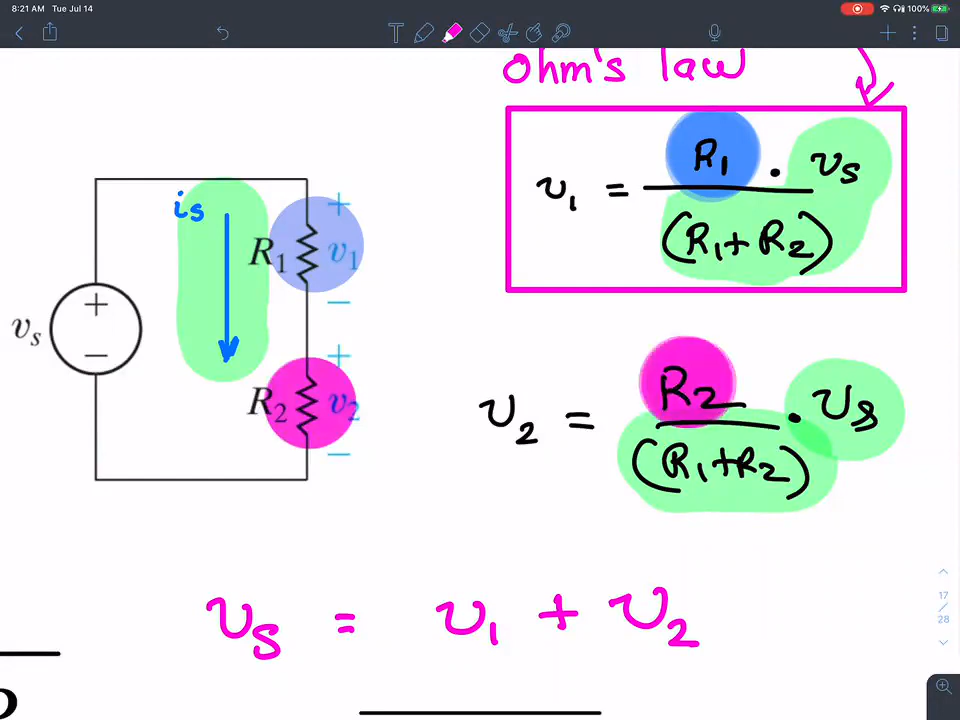 8:21 AM Tue Jul 14
100%
Ohm's law
v₁ = R₁ / (R₁+R₂) · vs
is
R₁
+
v₁
−
vs
+
−
R₂
+
v₂
−
v₂ = R₂ / (R₁+R₂) · vs
vs = v₁ + v₂
17
/
28